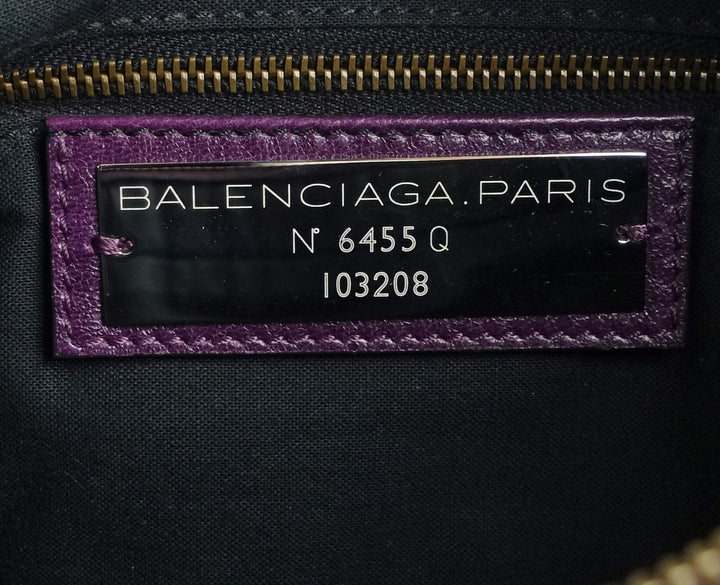 BALENCIAGA.PARIS
N° 6455 Q
103208